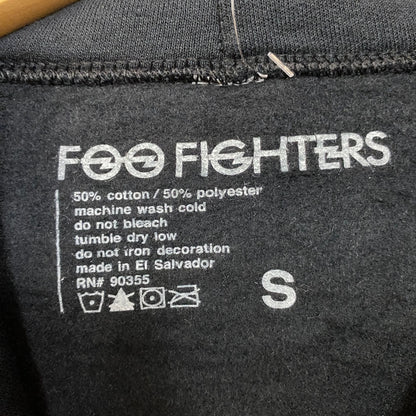 FOO FIGHTERS
50% cotton / 50% polyester
machine wash cold
do not bleach
tumble dry low
do not iron decoration
made in El Salvador
RN# 90355
S